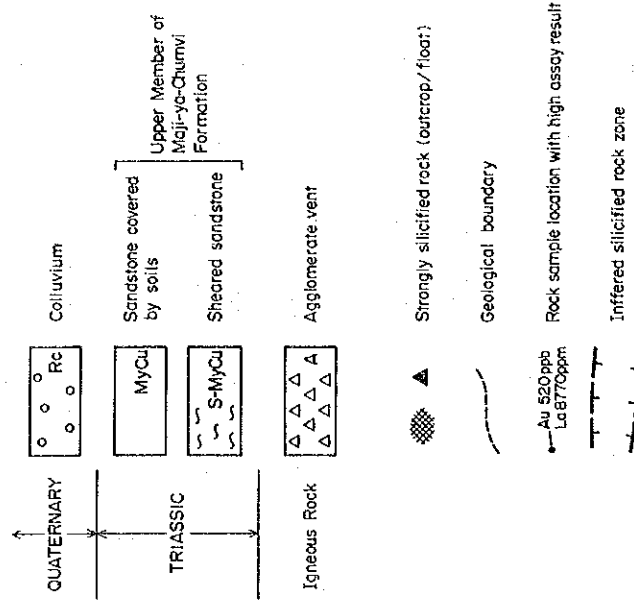 QUATERNARY
Rc
Colluvium
TRIASSIC
MyCu
Sandstone covered
by soils
S-MyCu
Sheared sandstone
Upper Member of
Maji-ya-Chumvi
Formation
Igneous Rock
Agglomerate vent
Strongly silicified rock (outcrop/float)
Geological boundary
Au 520ppb
La8770ppm
Rock sample location with high assay result
Inffered silicified rock zone